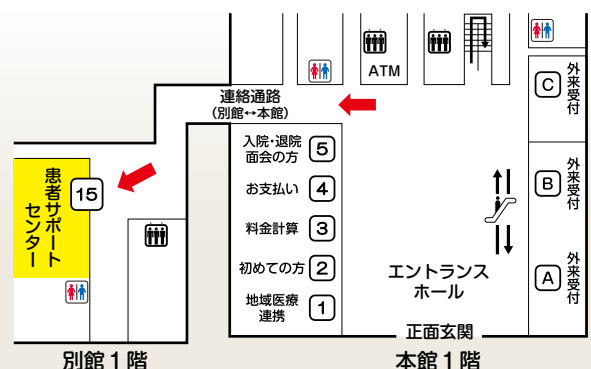 ATM
連絡通路
(別館↔本館)
C
外来受付
入院・退院
面会の方
5
お支払い
4
B
外来受付
患者サポート
センター
15
料金計算
3
初めての方
2
エントランス
ホール
A
外来受付
地域医療
連携
1
正面玄関
別館1階
本館1階